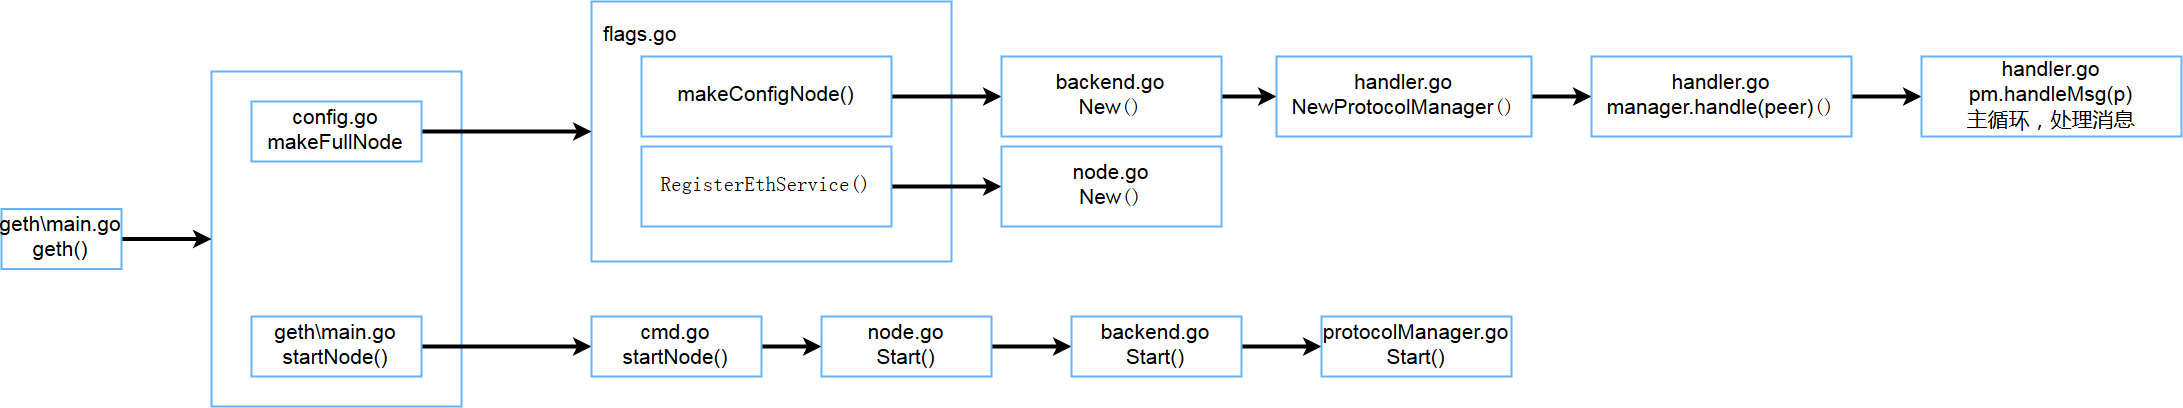 geth\main.go
geth()
config.go
makeFullNode
geth\main.go
startNode()
flags.go
makeConfigNode()
RegisterEthService()
backend.go
New()
handler.go
NewProtocolManager()
handler.go
manager.handle(peer)()
handler.go
pm.handleMsg(p)
主循环，处理消息
node.go
New()
cmd.go
startNode()
node.go
Start()
backend.go
Start()
protocolManager.go
Start()